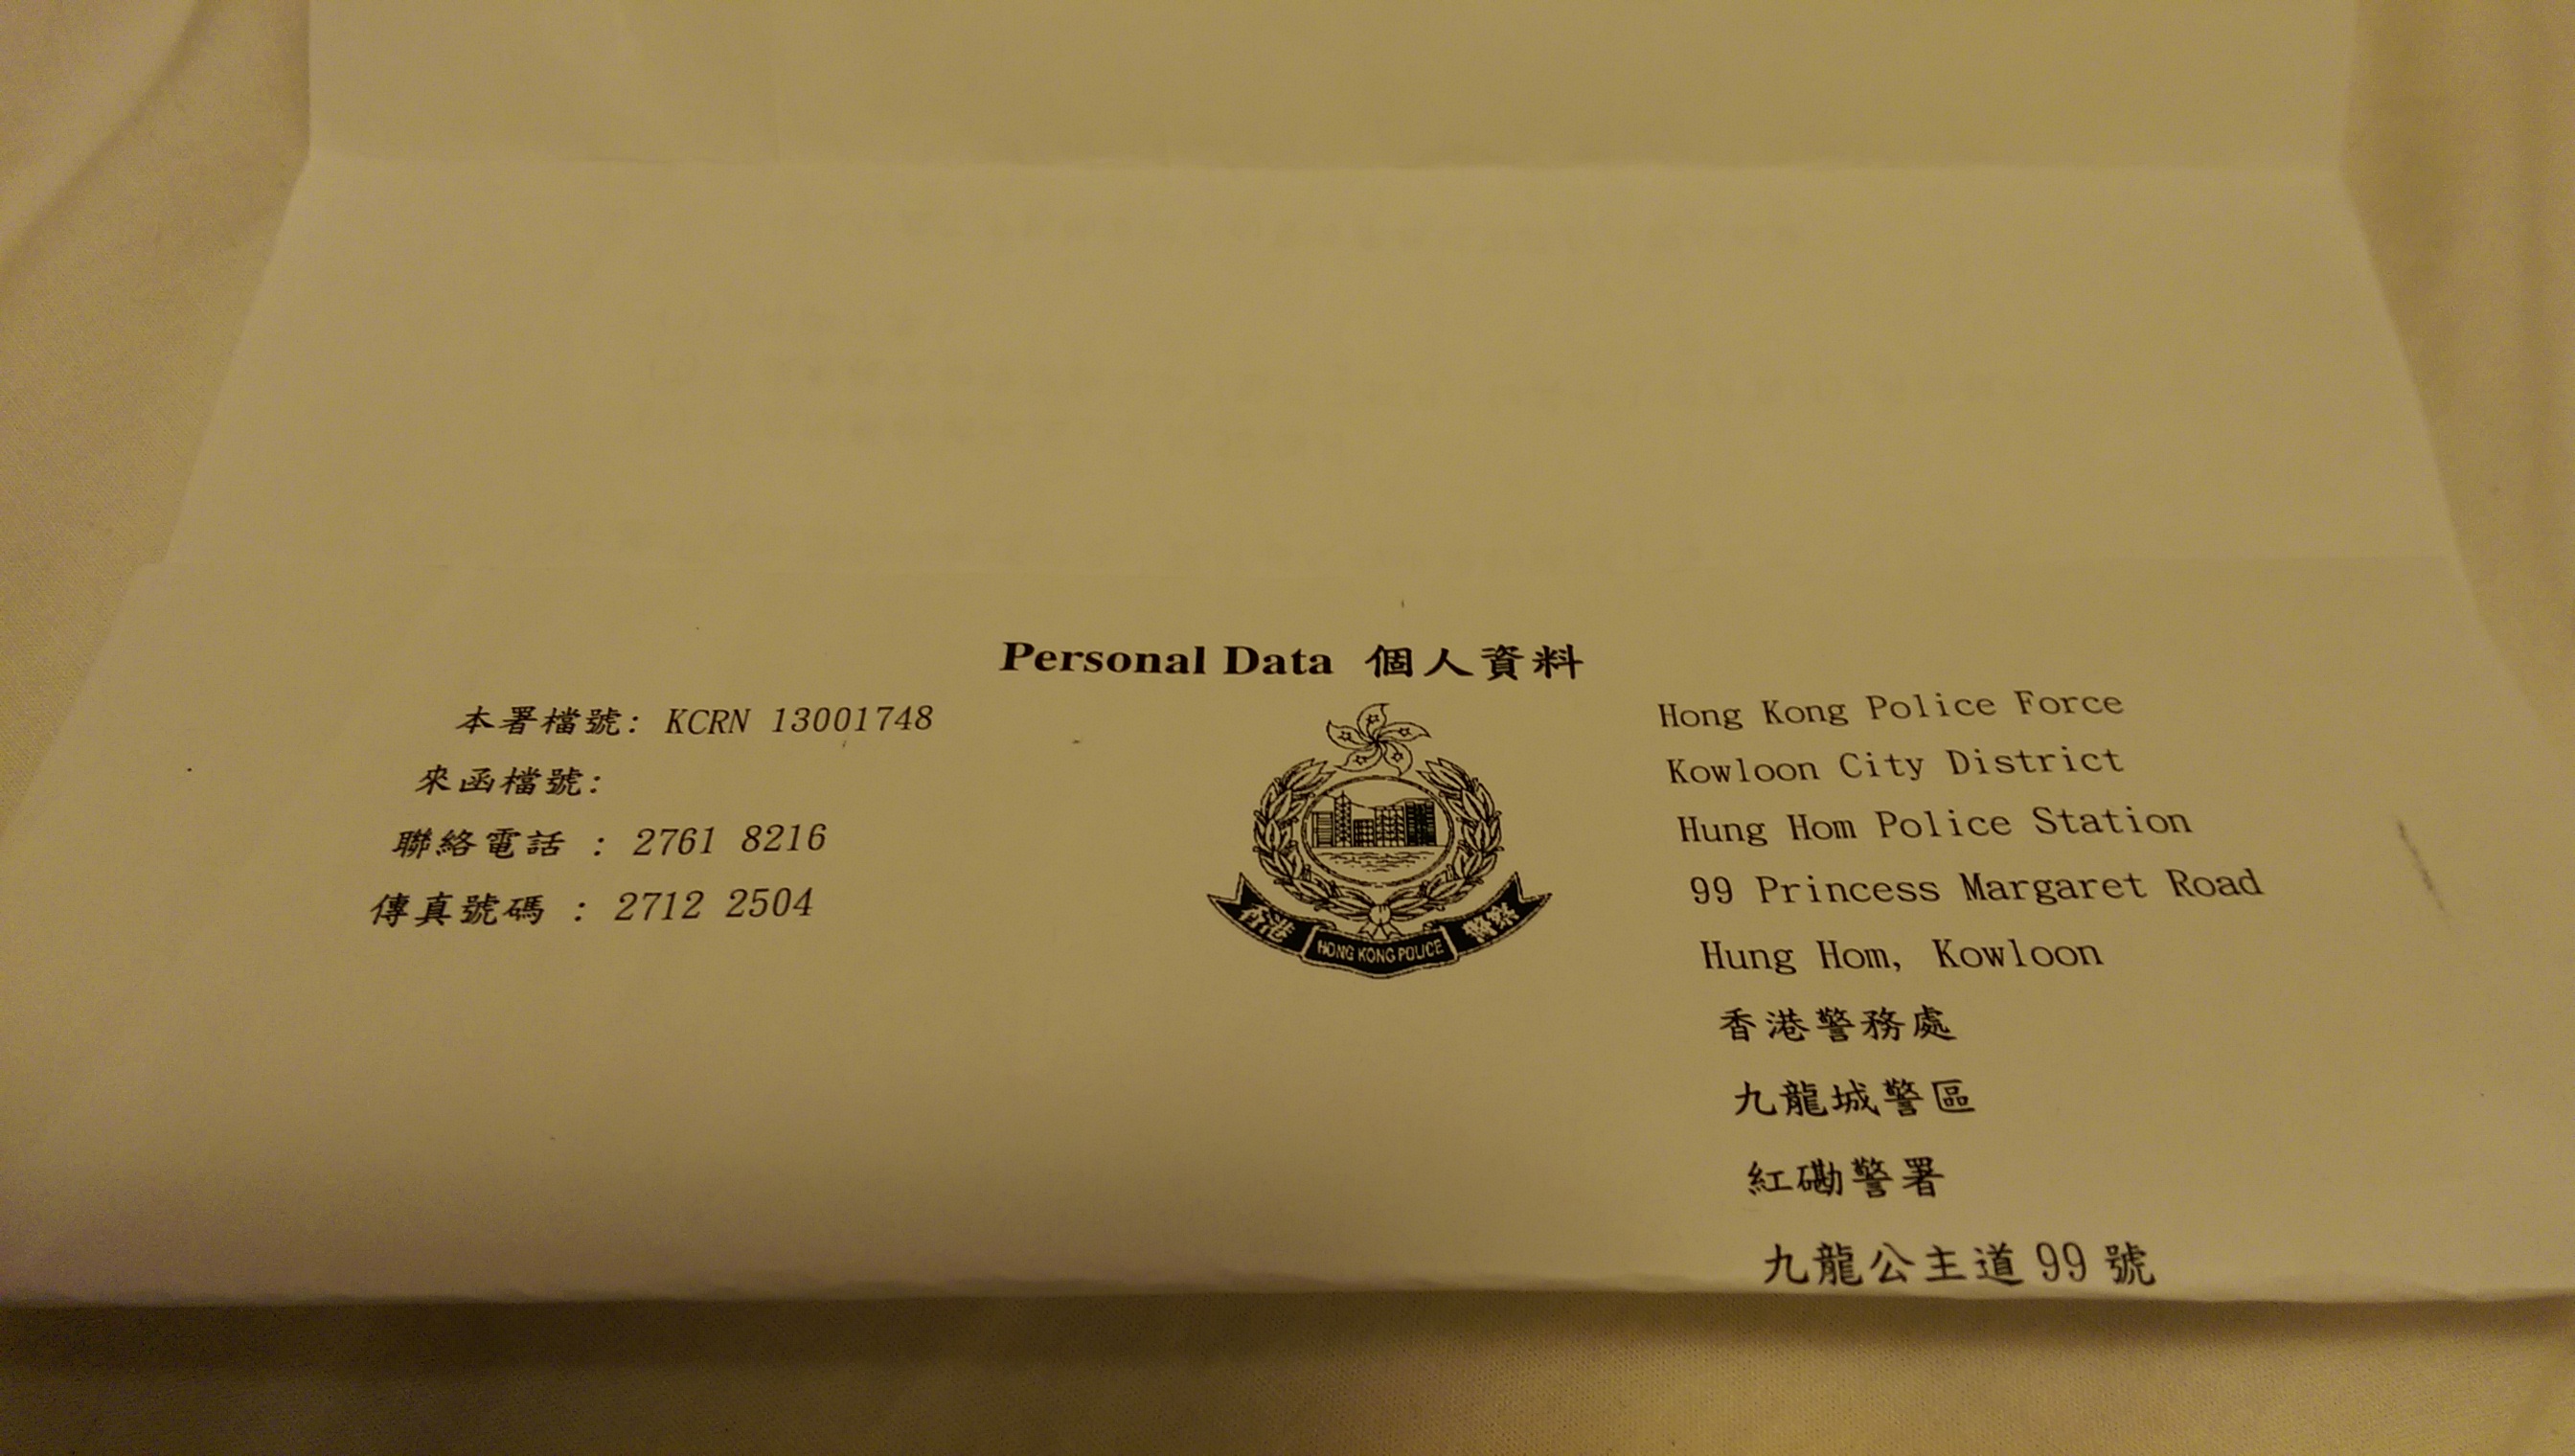 Personal Data 個人資料
本署檔號: KCRN 13001748
來函檔號:
聯絡電話 : 2761 8216
傳真號碼 : 2712 2504
香港
HONG KONG POLICE
警察
Hong Kong Police Force
Kowloon City District
Hung Hom Police Station
99 Princess Margaret Road
Hung Hom, Kowloon
香港警務處
九龍城警區
紅磡警署
九龍公主道 99 號